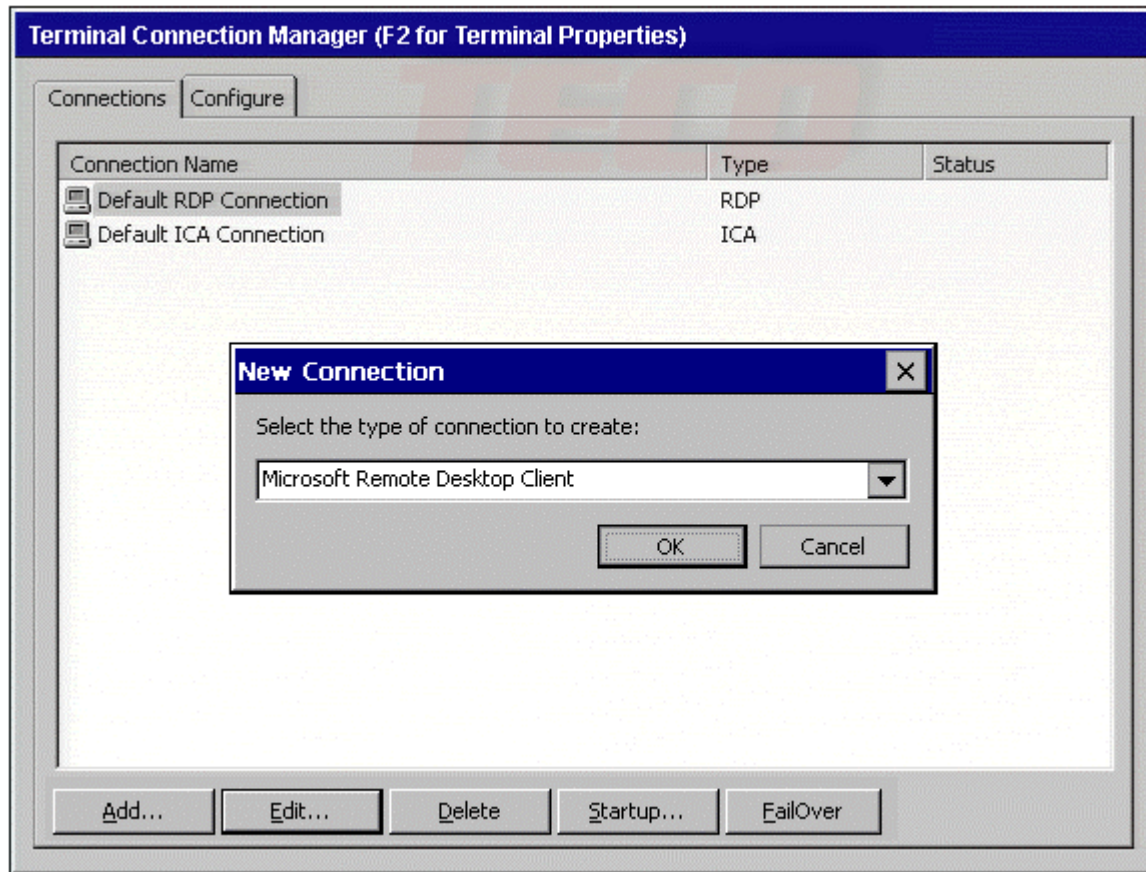 Terminal Connection Manager (F2 for Terminal Properties)
TECO
Connections Configure
Connection Name Type Status
Default RDP Connection RDP
Default ICA Connection ICA
New Connection
Select the type of connection to create:
Microsoft Remote Desktop Client
OK Cancel
Add... Edit... Delete Startup... FailOver